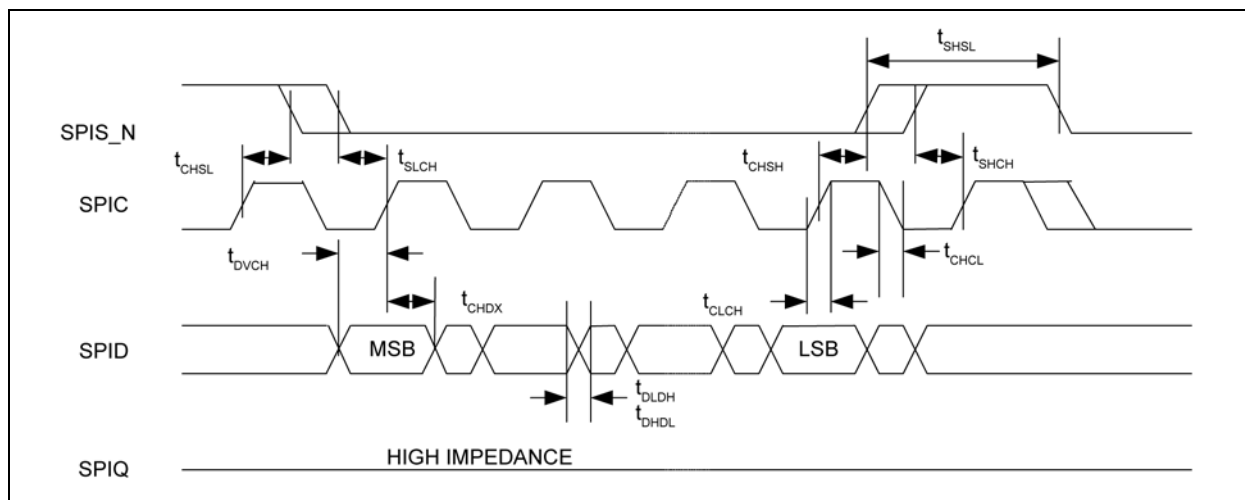 tSHSL
SPIS_N
tCHSL
tSLCH
tCHSH
tSHCH
SPIC
tDVCH
tCHCL
tCHDX
tCLCH
SPID
MSB
LSB
tDLDH
tDHDL
HIGH IMPEDANCE
SPIQ